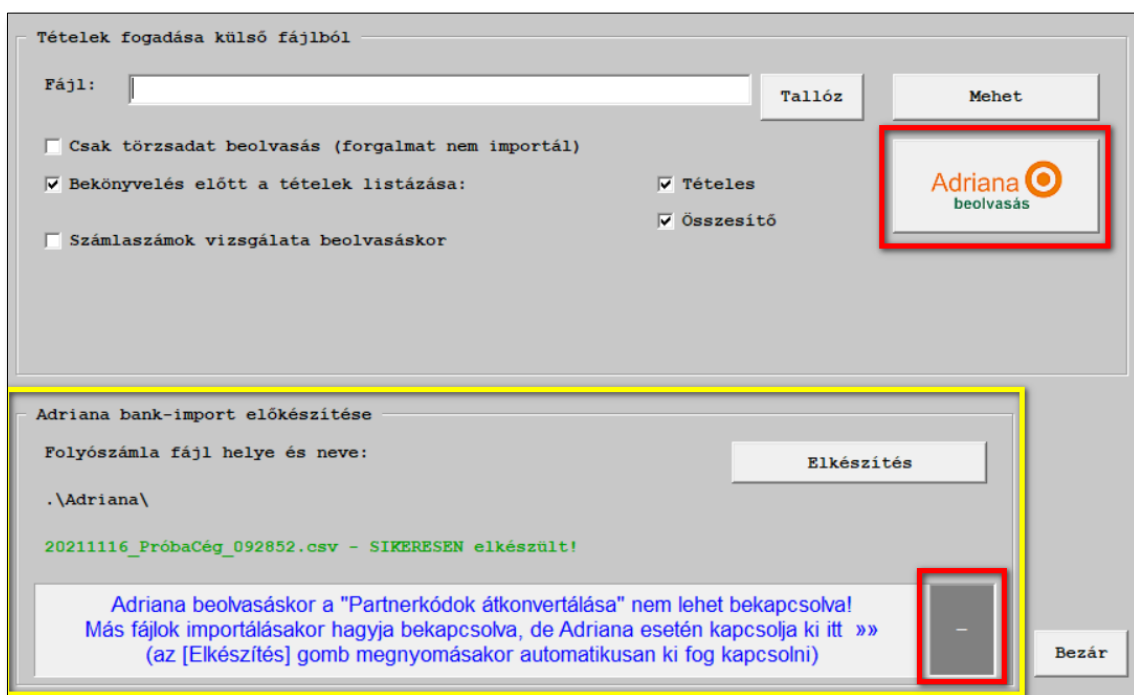 Tételek fogadása külső fájlból
Fájl:
Tallóz
Mehet
Csak törzsadat beolvasás (forgalmat nem importál)
Bekönyvelés előtt a tételek listázása:
Tételes
Adriana
beolvasás
Összesítő
Számlaszámok vizsgálata beolvasáskor
Adriana bank-import előkészítése
Folyószámla fájl helye és neve:
Elkészítés
.\Adriana\
20211116_PróbaCég_092852.csv - SIKERESEN elkészült!
Adriana beolvasáskor a "Partnerkódok átkonvertálása" nem lehet bekapcsolva!
Más fájlok importálásakor hagyja bekapcsolva, de Adriana esetén kapcsolja ki itt »»
(az [Elkészítés] gomb megnyomásakor automatikusan ki fog kapcsolni)
–
Bezár